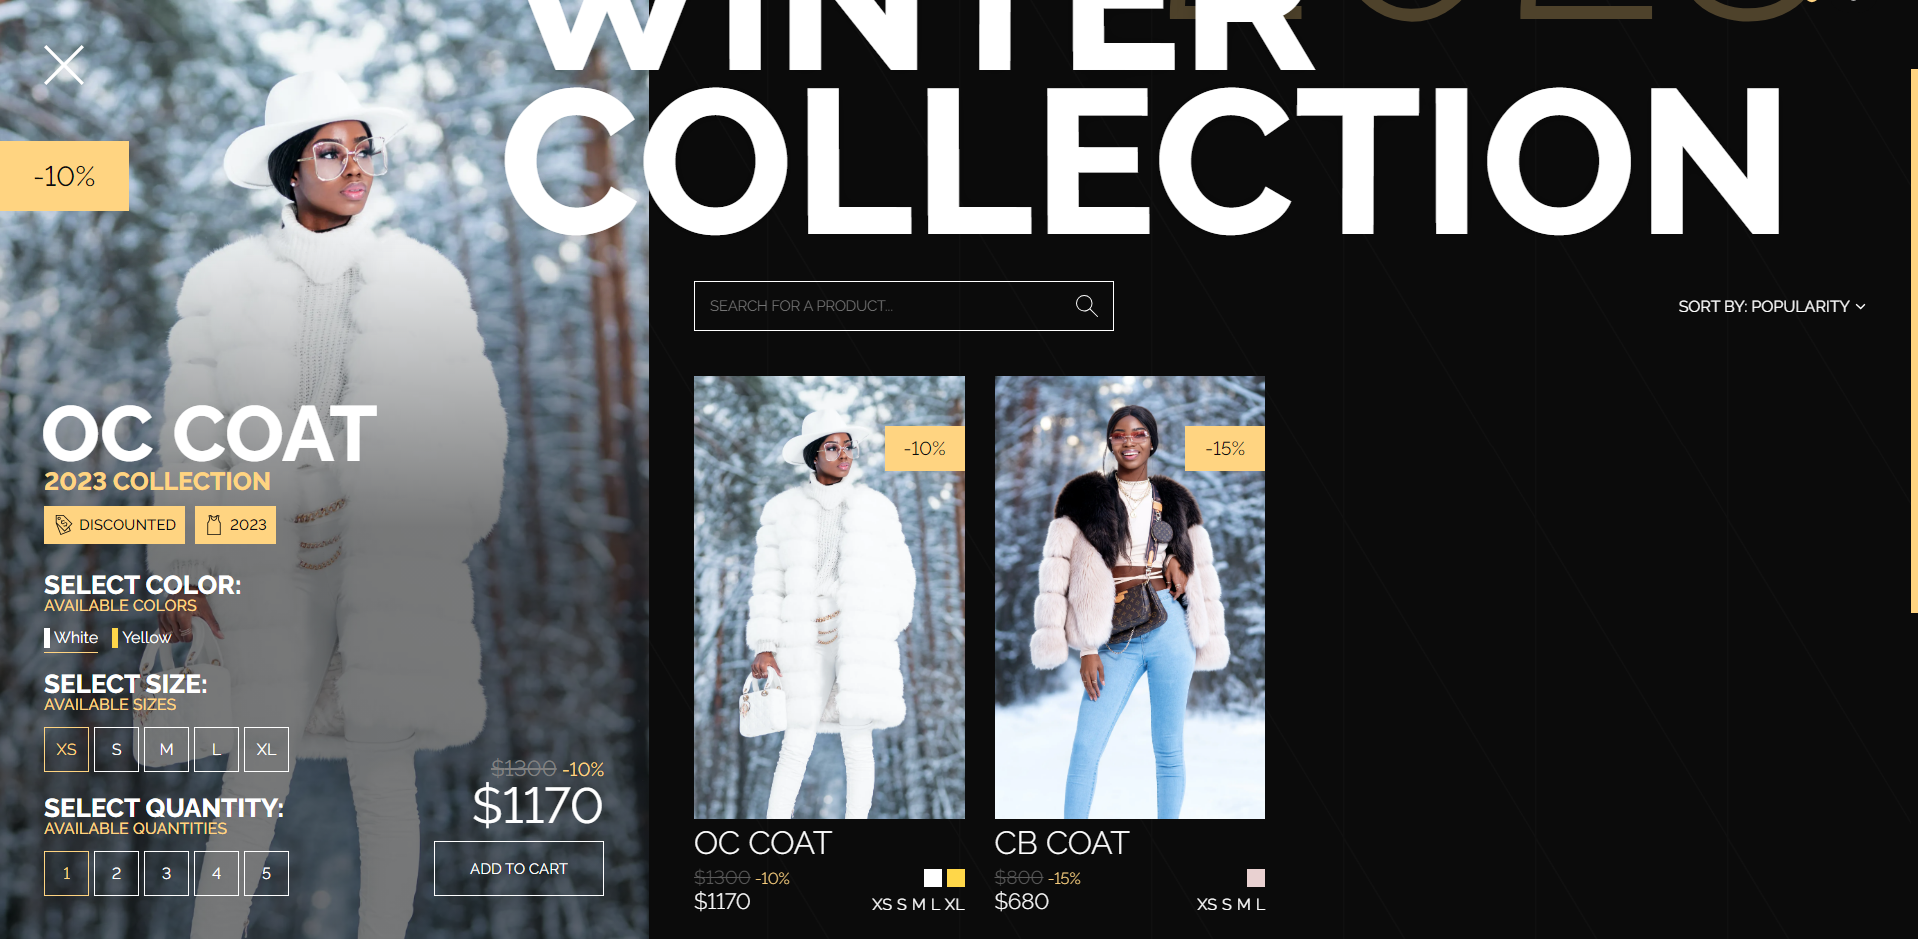 WINTER
COLLECTION
-10%
OC COAT
2023 COLLECTION
DISCOUNTED
2023
SELECT COLOR:
AVAILABLE COLORS
White
Yellow
SELECT SIZE:
AVAILABLE SIZES
XS S M L XL
SELECT QUANTITY:
AVAILABLE QUANTITIES
1 2 3 4 5
$1300 -10%
$1170
ADD TO CART
SEARCH FOR A PRODUCT...
SORT BY: POPULARITY
-10%
OC COAT
$1300 -10%
$1170
XS S M L XL
-15%
CB COAT
$800 -15%
$680
XS S M L